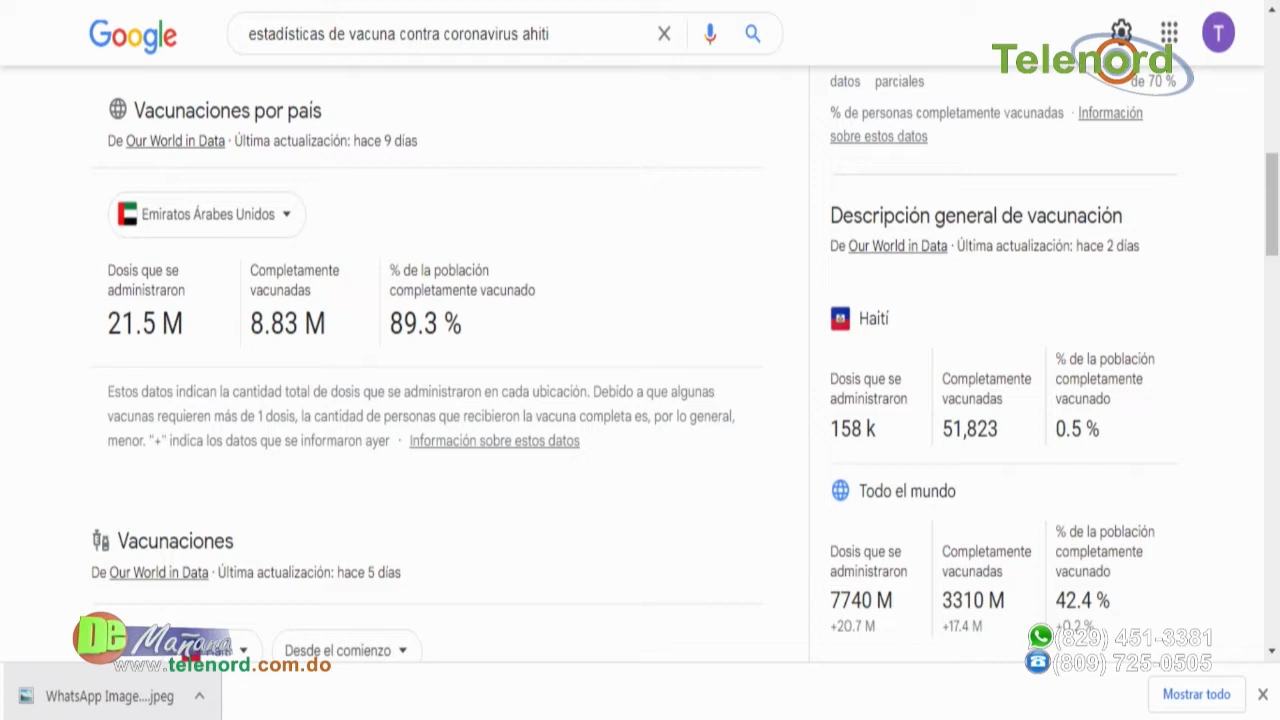 Google
estadísticas de vacuna contra coronavirus ahiti
T
Telenord
Vacunaciones por país
De Our World in Data · Última actualización: hace 9 días
Emiratos Árabes Unidos
Dosis que se
administraron
21.5 M
Completamente
vacunadas
8.83 M
% de la población
completamente vacunado
89.3 %
Estos datos indican la cantidad total de dosis que se administraron en cada ubicación. Debido a que algunas
vacunas requieren más de 1 dosis, la cantidad de personas que recibieron la vacuna completa es, por lo general,
menor. "+" indica los datos que se informaron ayer · Información sobre estos datos
Vacunaciones
De Our World in Data · Última actualización: hace 5 días
Desde el comienzo
datos parciales
de 70 %
% de personas completamente vacunadas · Información
sobre estos datos
Descripción general de vacunación
De Our World in Data · Última actualización: hace 2 días
Haití
Dosis que se
administraron
158 k
Completamente
vacunadas
51,823
% de la población
completamente
vacunado
0.5 %
Todo el mundo
Dosis que se
administraron
7740 M
+20.7 M
Completamente
vacunadas
3310 M
+17.4 M
% de la población
completamente
vacunado
42.4 %
+0.2 %
De Mañana
www.telenord.com.do
(829) 451-3381
(809) 725-0505
WhatsApp Image....jpeg
Mostrar todo